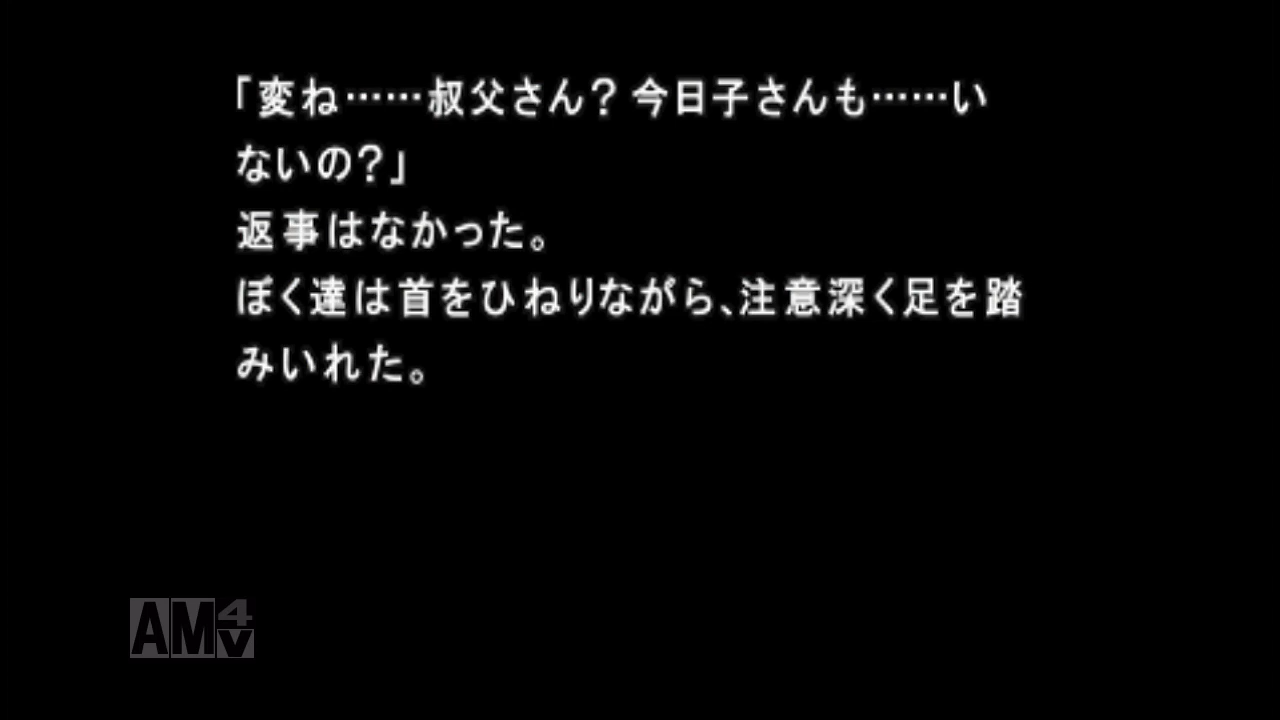 「変ね……叔父さん？今日子さんも……い
ないの？」
返事はなかった。
ぼく達は首をひねりながら、注意深く足を踏
みいれた。
AM4V